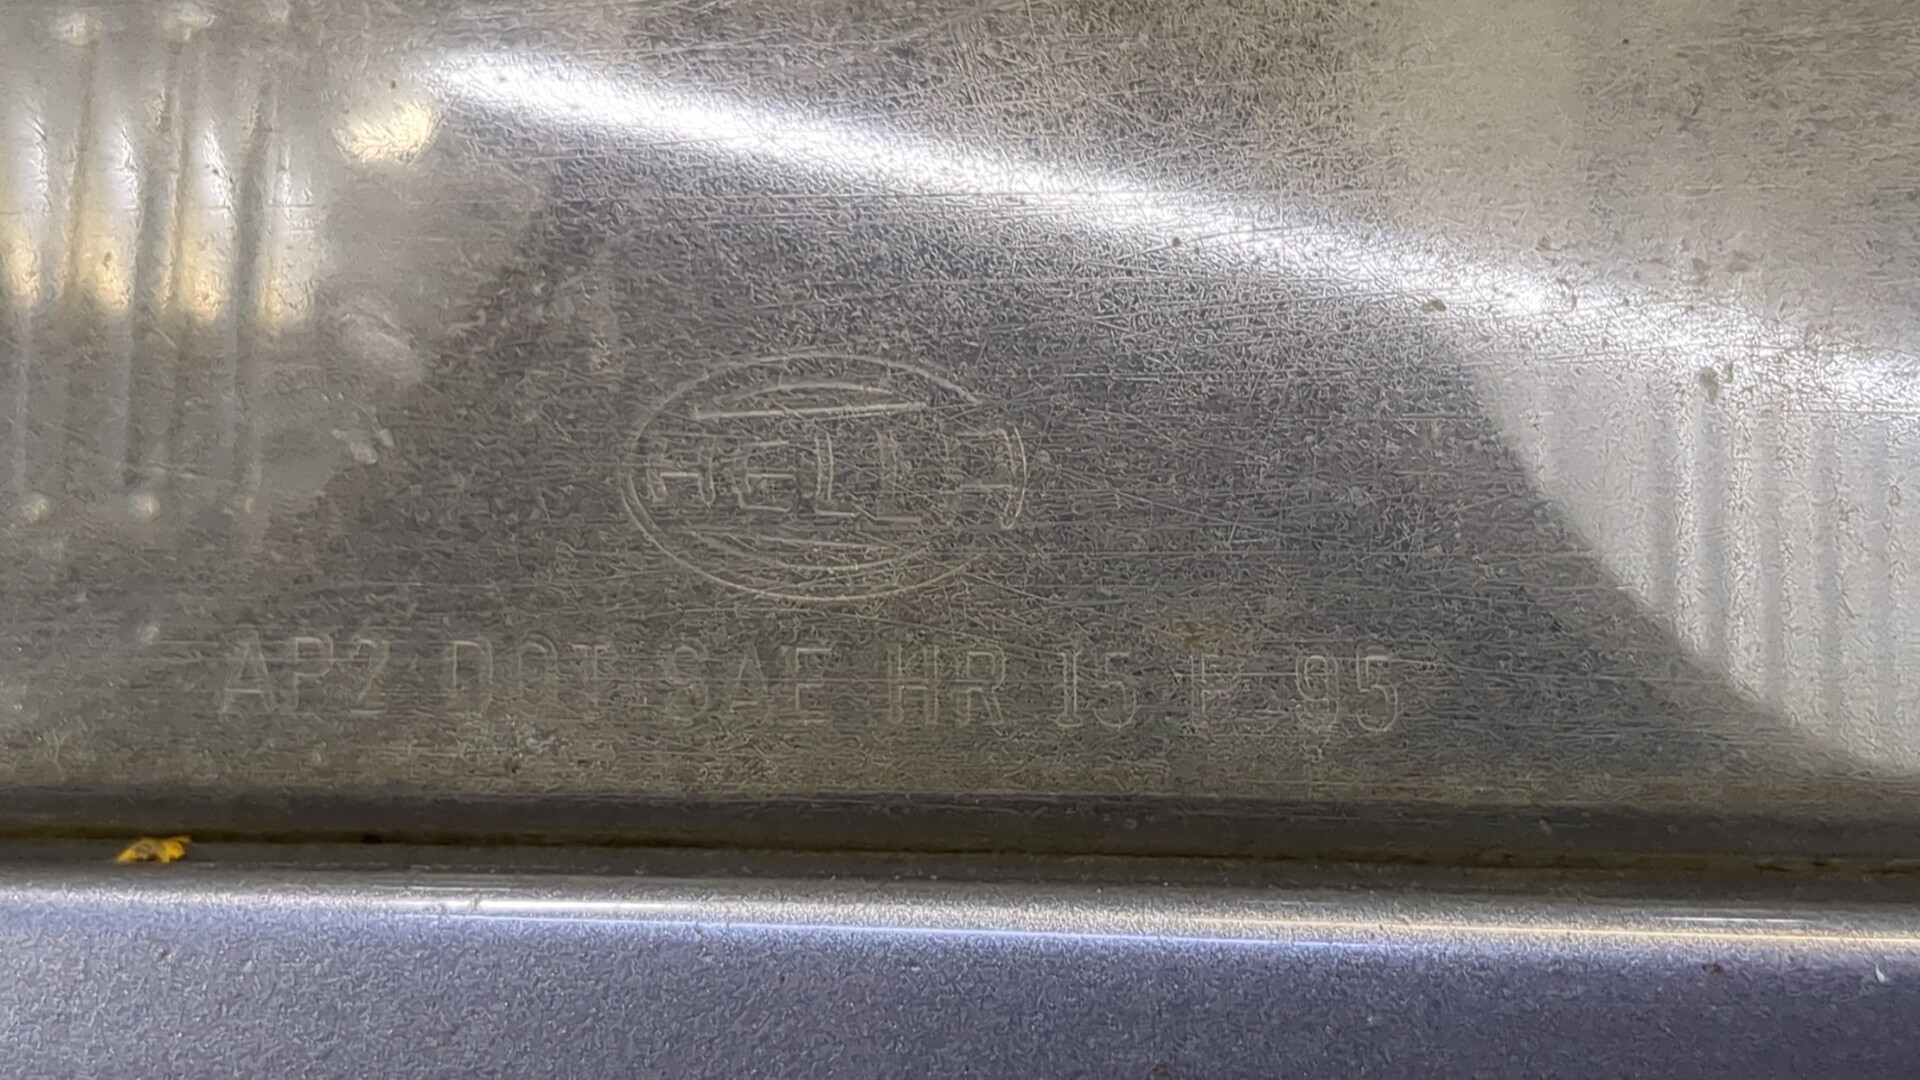 HELLA
AP2 DOT SAE HR 15 P 95